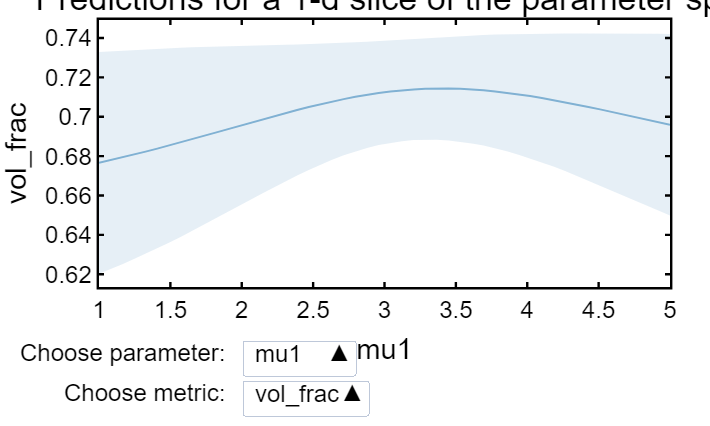 Predictions for a 1-d slice of the parameter sp
0.74
0.72
0.7
0.68
0.66
0.64
0.62
vol_frac
1 1.5 2 2.5 3 3.5 4 4.5 5
mu1
Choose parameter: mu1 ▲
Choose metric: vol_frac ▲